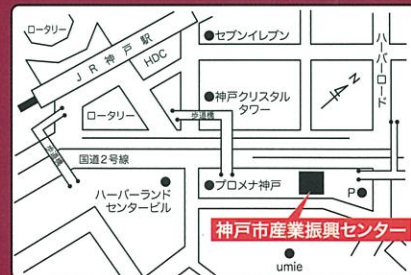 ロータリー
JR神戸駅
HDC
セブンイレブン
ハーバーロード
N
神戸クリスタル
タワー
ロータリー
歩道橋
歩道橋
国道2号線
ハーバーランド
センタービル
プロメナ神戸
P
神戸市産業振興センター
umie